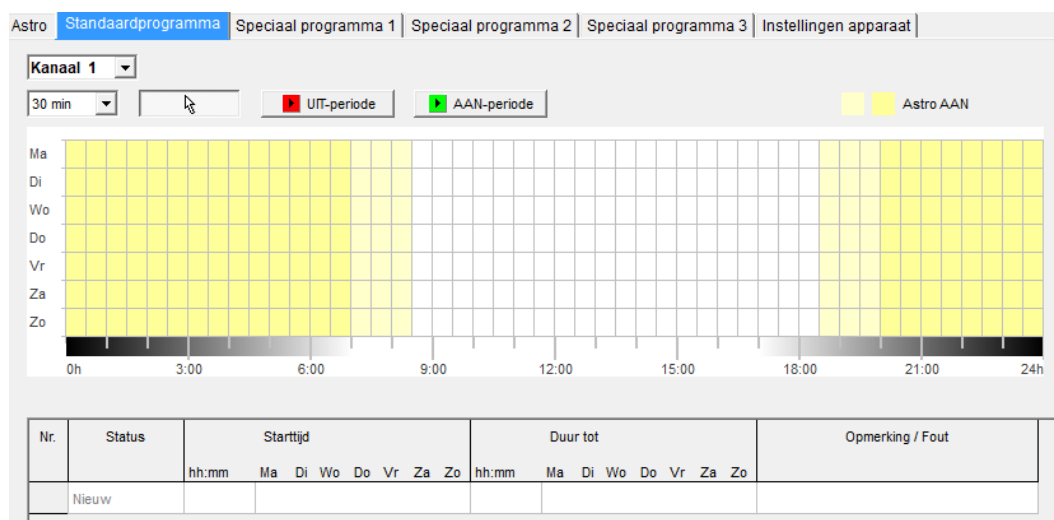 Astro Standaardprogramma Speciaal programma 1 Speciaal programma 2 Speciaal programma 3 Instellingen apparaat
Kanaal 1
30 min UIT-periode AAN-periode Astro AAN
Ma
Di
Wo
Do
Vr
Za
Zo
0h 3:00 6:00 9:00 12:00 15:00 18:00 21:00 24h
Nr. Status Starttijd Duur tot Opmerking / Fout
hh:mm Ma Di Wo Do Vr Za Zo hh:mm Ma Di Wo Do Vr Za Zo
Nieuw